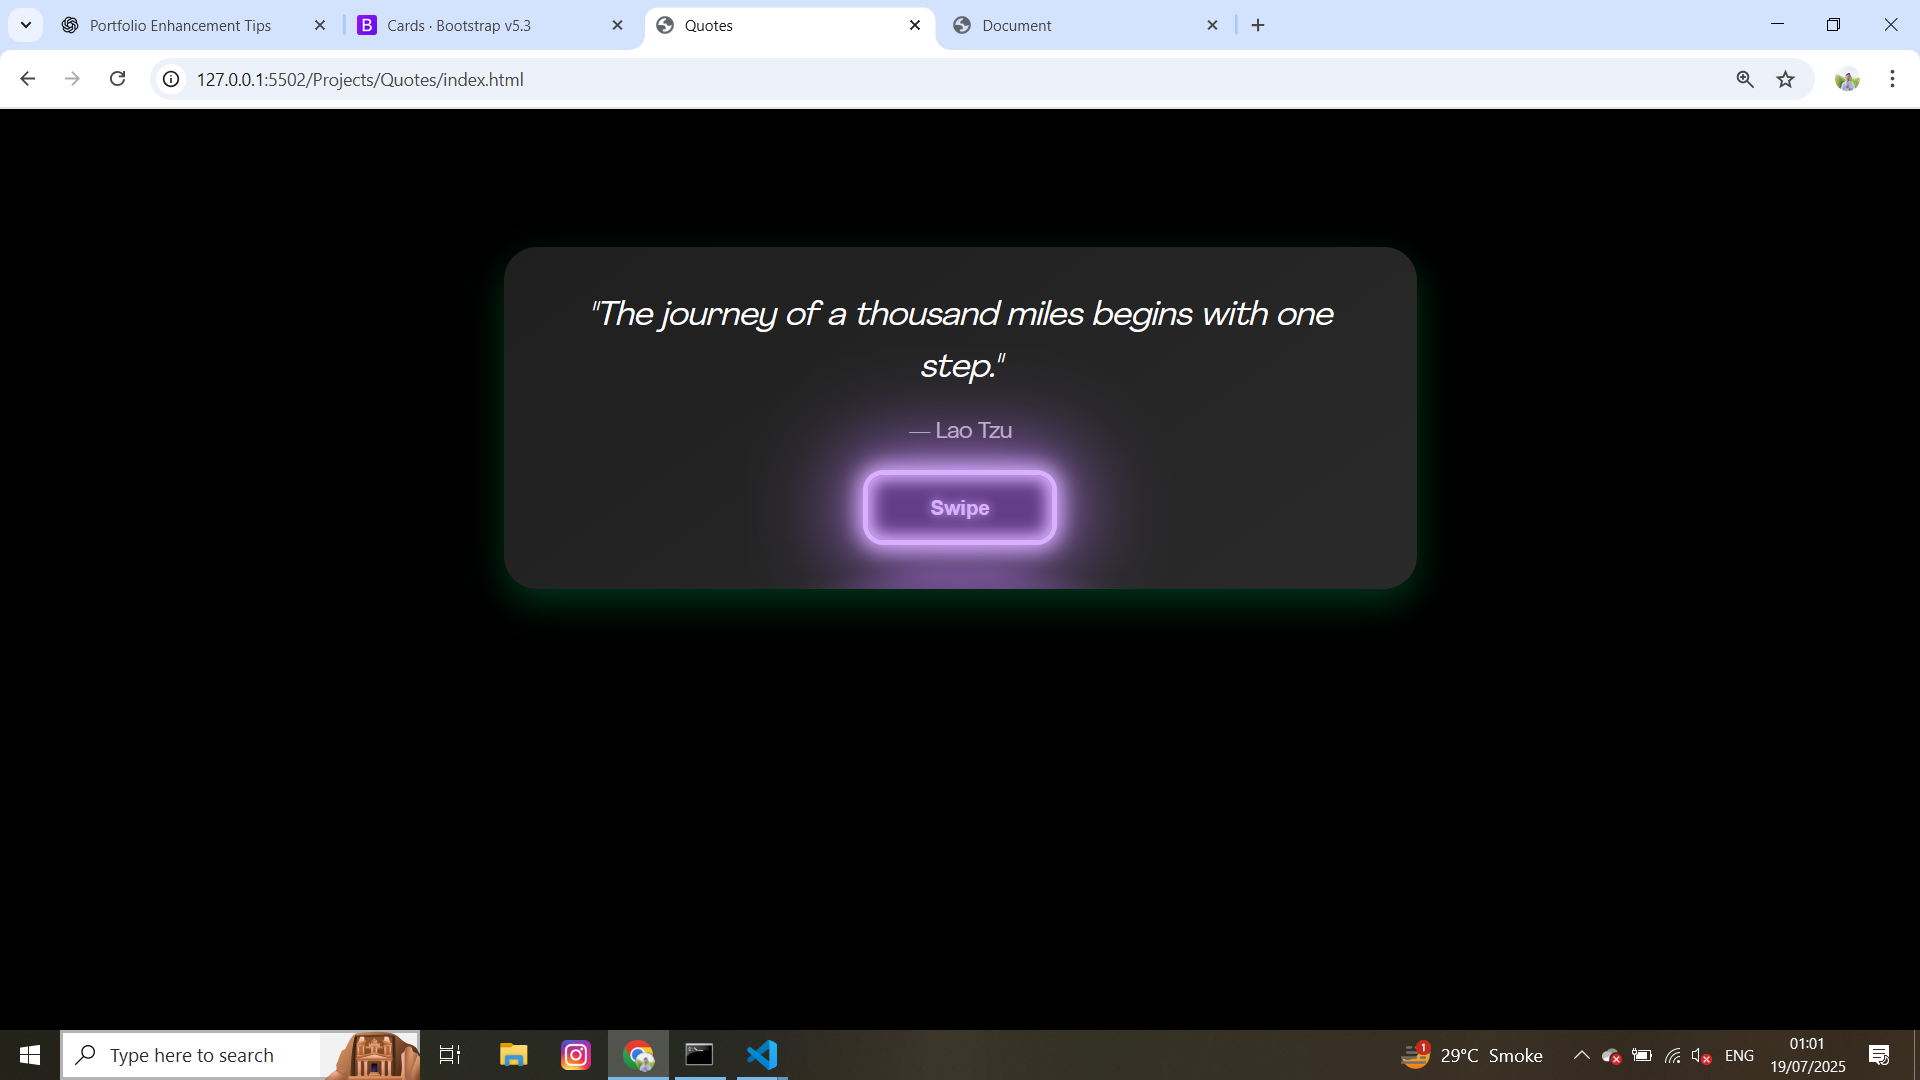 Portfolio Enhancement Tips
B Cards · Bootstrap v5.3
Quotes
Document
127.0.0.1:5502/Projects/Quotes/index.html
"The journey of a thousand miles begins with one
step."
— Lao Tzu
Swipe
Type here to search
1
29°C Smoke
ENG
01:01
19/07/2025